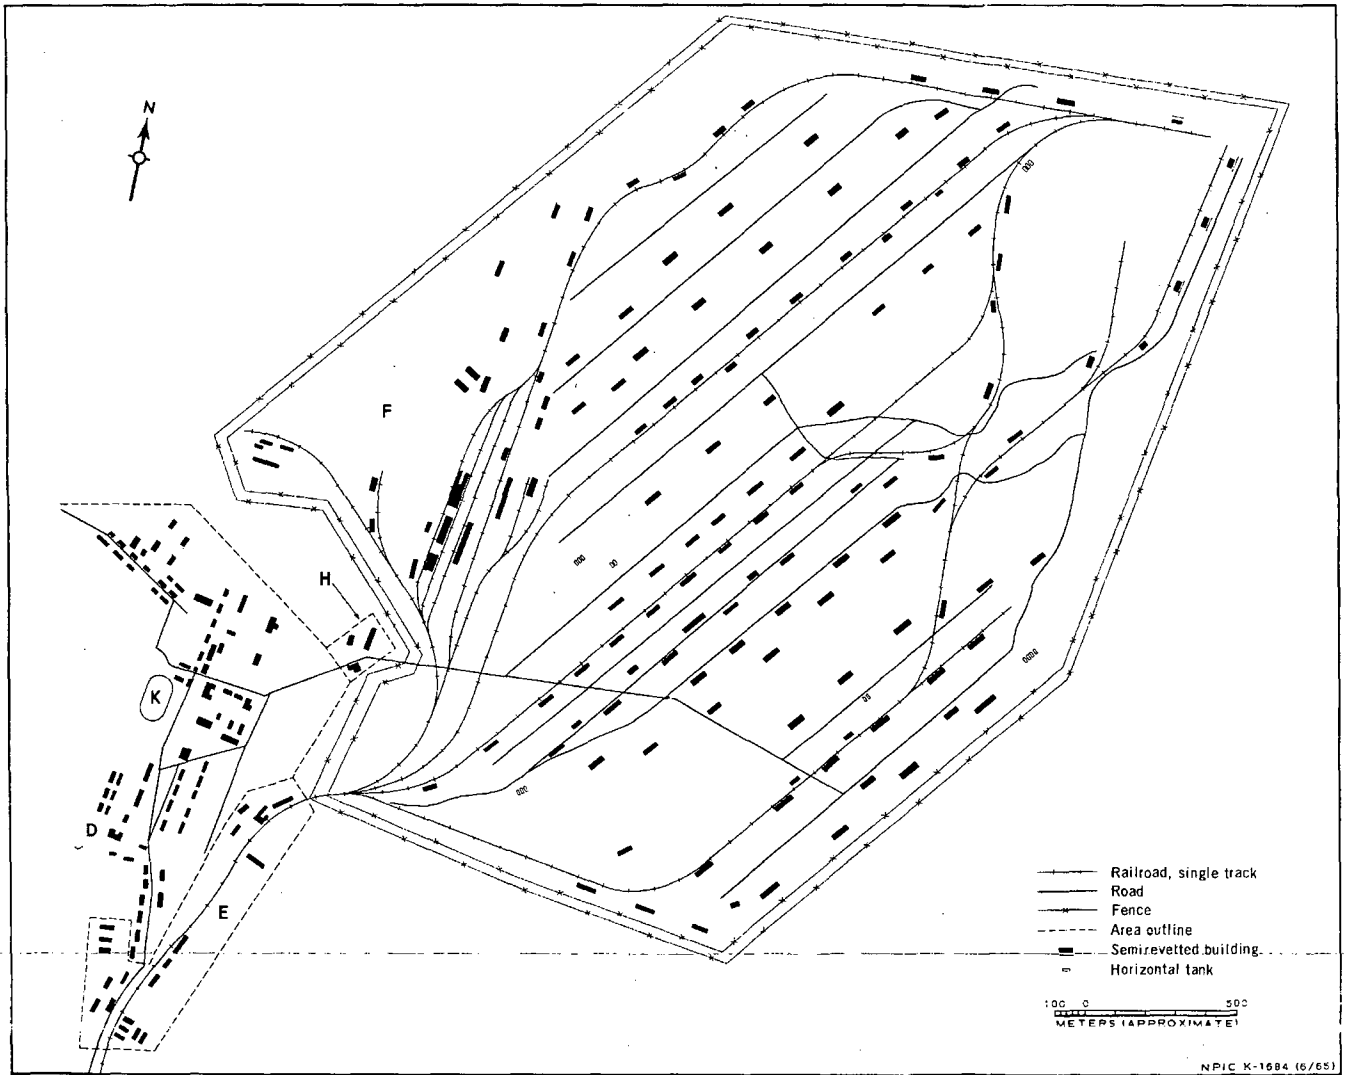 N
F
H
K
D
E
Railroad, single track
Road
Fence
Area outline
Semirevetted building
Horizontal tank
100 0 500
METERS (APPROXIMATE)
NPIC K-1684 (6/65)